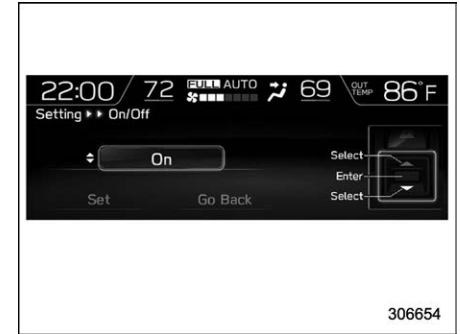 22:00 72 FULL AUTO 69 OUT TEMP 86°F
Setting ▸▸ On/Off
On
Set Go Back
Select
Enter
Select
306654